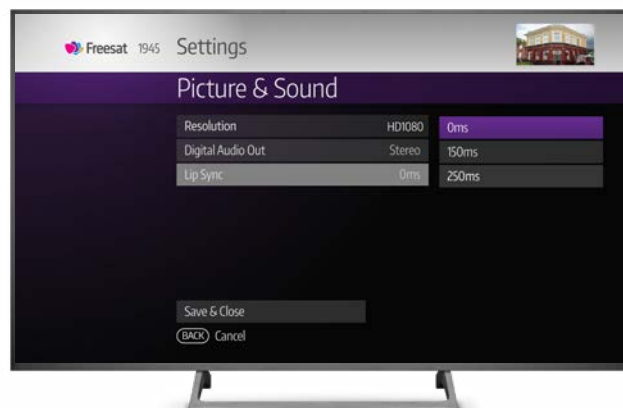 Freesat 1945 Settings
Picture & Sound
Resolution HD1080 0ms
Digital Audio Out Stereo 150ms
Lip Sync 0ms 250ms
Save & Close
BACK Cancel